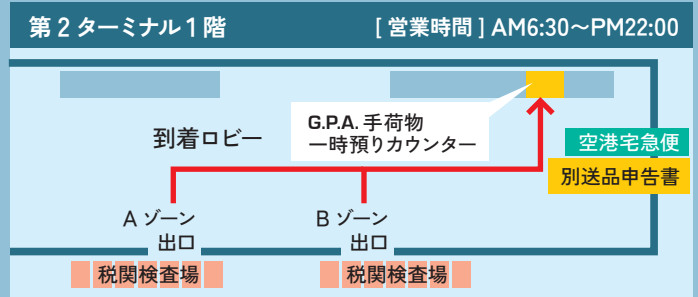 第2ターミナル1階
[ 営業時間 ] AM6:30～PM22:00
G.P.A. 手荷物
一時預りカウンター
到着ロビー
空港宅急便
別送品申告書
A ゾーン
出口
B ゾーン
出口
税関検査場
税関検査場